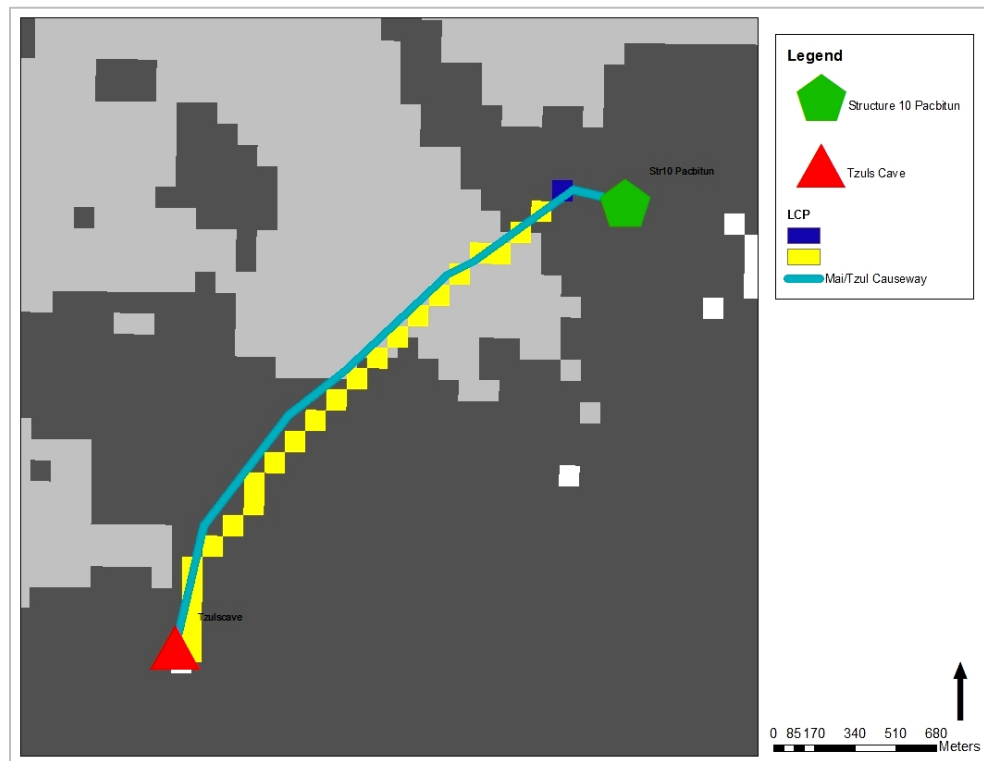 Legend
Structure 10 Pacbitun
Tzuls Cave
LCP
Mai/Tzul Causeway
Str10 Pacbitun
Tzulscave
0 85 170 340 510 680
Meters